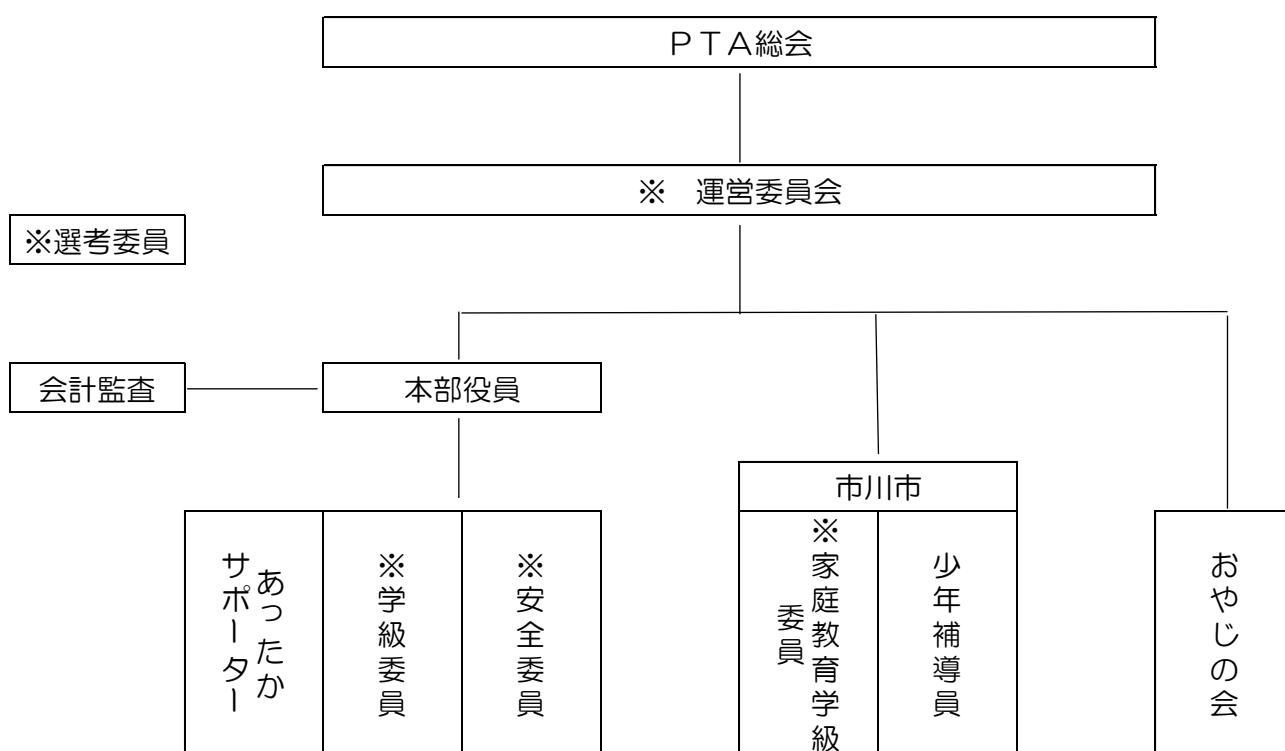 ＰＴＡ総会
※　運営委員会
※選考委員
会計監査
本部役員
市川市
あったか
サポーター
※学級委員
※安全委員
※家庭教育学級
委員
少年補導員
おやじの会